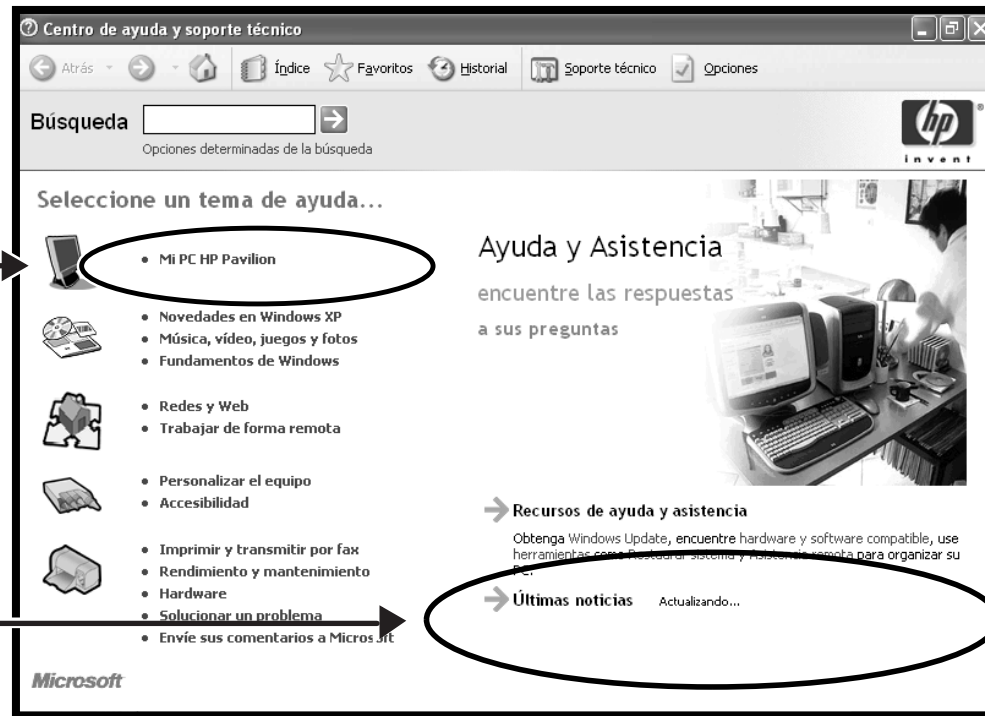 Centro de ayuda y soporte técnico
Atrás Índice Favoritos Historial Soporte técnico Opciones
Búsqueda
Opciones determinadas de la búsqueda
hp
invent
Seleccione un tema de ayuda...
• Mi PC HP Pavilion
• Novedades en Windows XP
• Música, vídeo, juegos y fotos
• Fundamentos de Windows
• Redes y Web
• Trabajar de forma remota
• Personalizar el equipo
• Accesibilidad
• Imprimir y transmitir por fax
• Rendimiento y mantenimiento
• Hardware
• Solucionar un problema
• Envíe sus comentarios a Microsoft
Microsoft
Ayuda y Asistencia
encuentre las respuestas
a sus preguntas
Recursos de ayuda y asistencia
Obtenga Windows Update, encuentre hardware y software compatible, use
herramientas como Restaurar sistema y Asistencia remota para organizar su
PC.
Últimas noticias Actualizando...